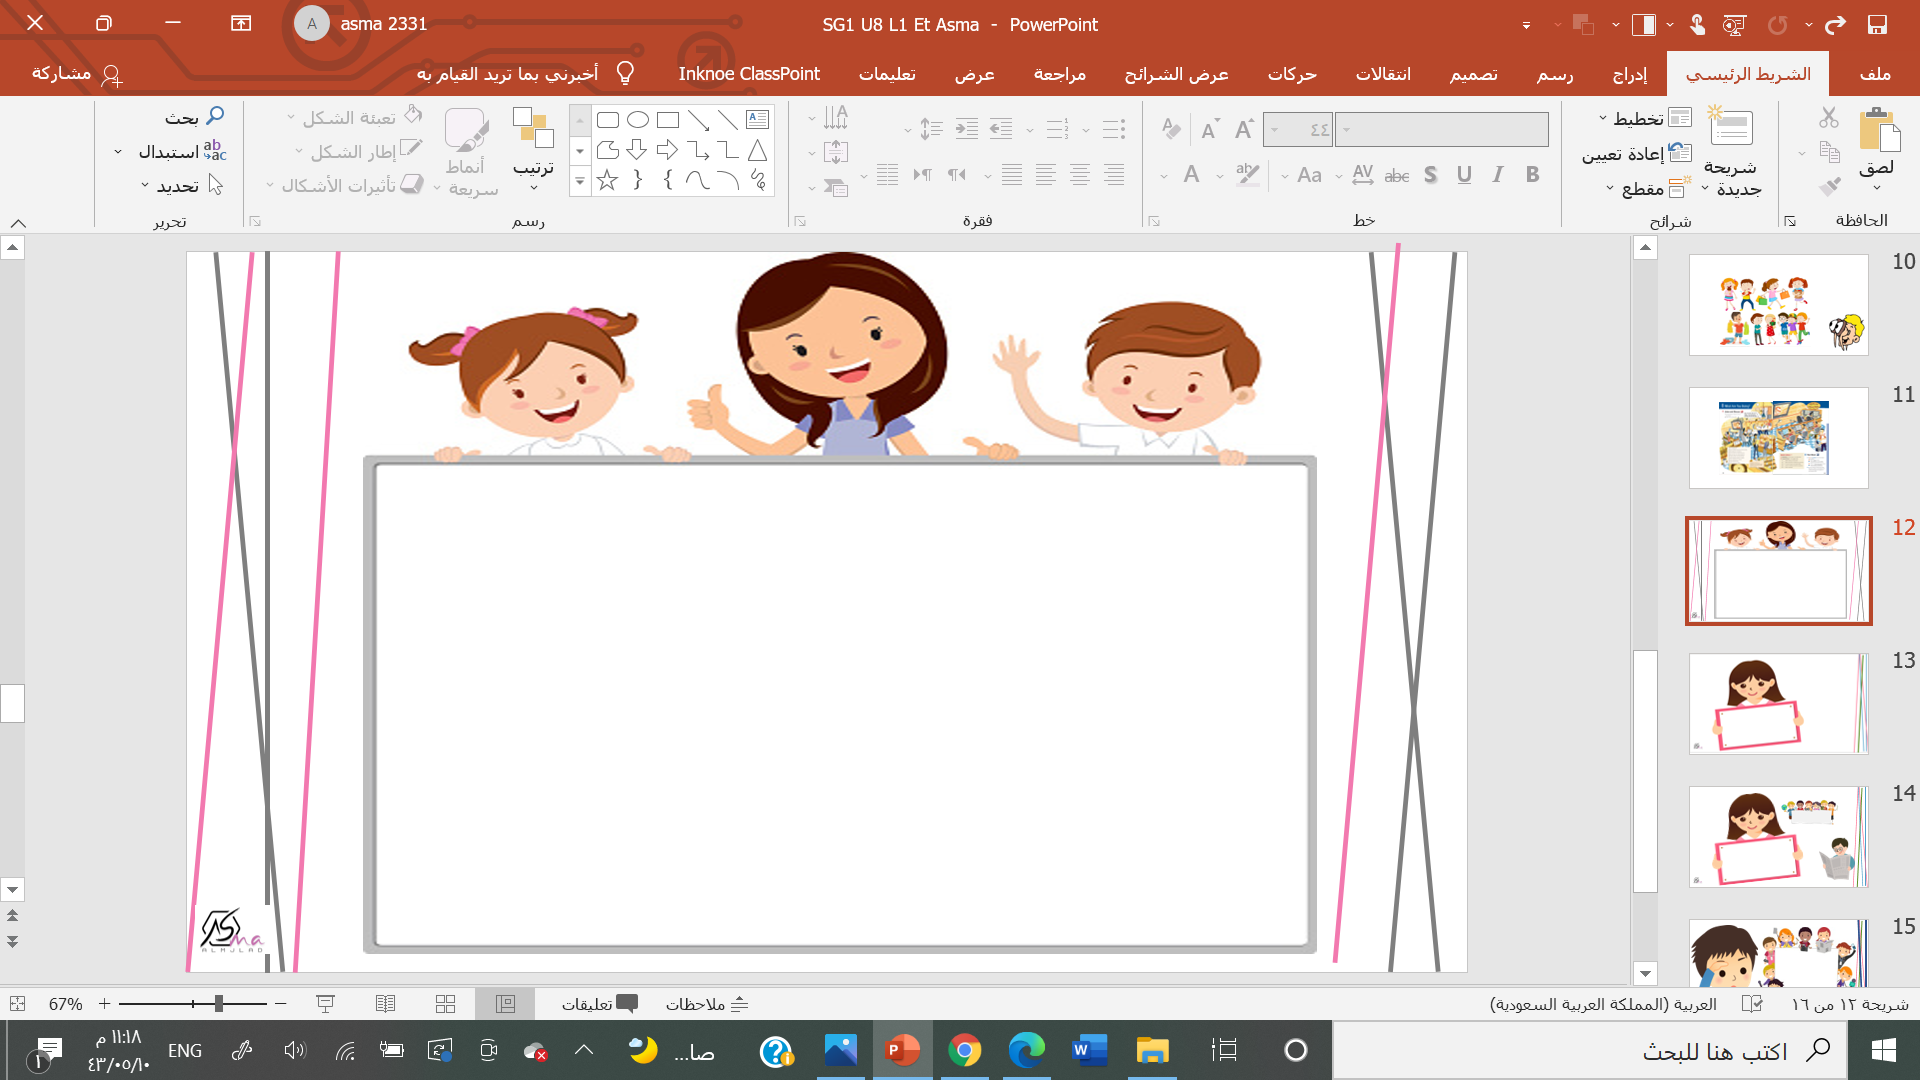 asma 2331
SG1 U8 L1 Et Asma - PowerPoint
ملف
الشريط الرئيسي
إدراج
رسم
تصميم
انتقالات
حركات
عرض الشرائح
مراجعة
عرض
تعليمات
Inknoe ClassPoint
أخبرني بما تريد القيام به
مشاركة
لصق
الحافظة
شريحة جديدة
تخطيط
إعادة تعيين
مقطع
شرائح
٤٤
خط
فقرة
ترتيب
أنماط سريعة
تعبئة الشكل
إطار الشكل
تأثيرات الأشكال
رسم
بحث
استبدال
تحديد
تحرير
10
11
12
13
14
15
شريحة ١٢ من ١٦
العربية (المملكة العربية السعودية)
ملاحظات
تعليقات
67%
اكتب هنا للبحث
صا...
ENG
١١:١٨ م
٤٣/٠٥/١٠